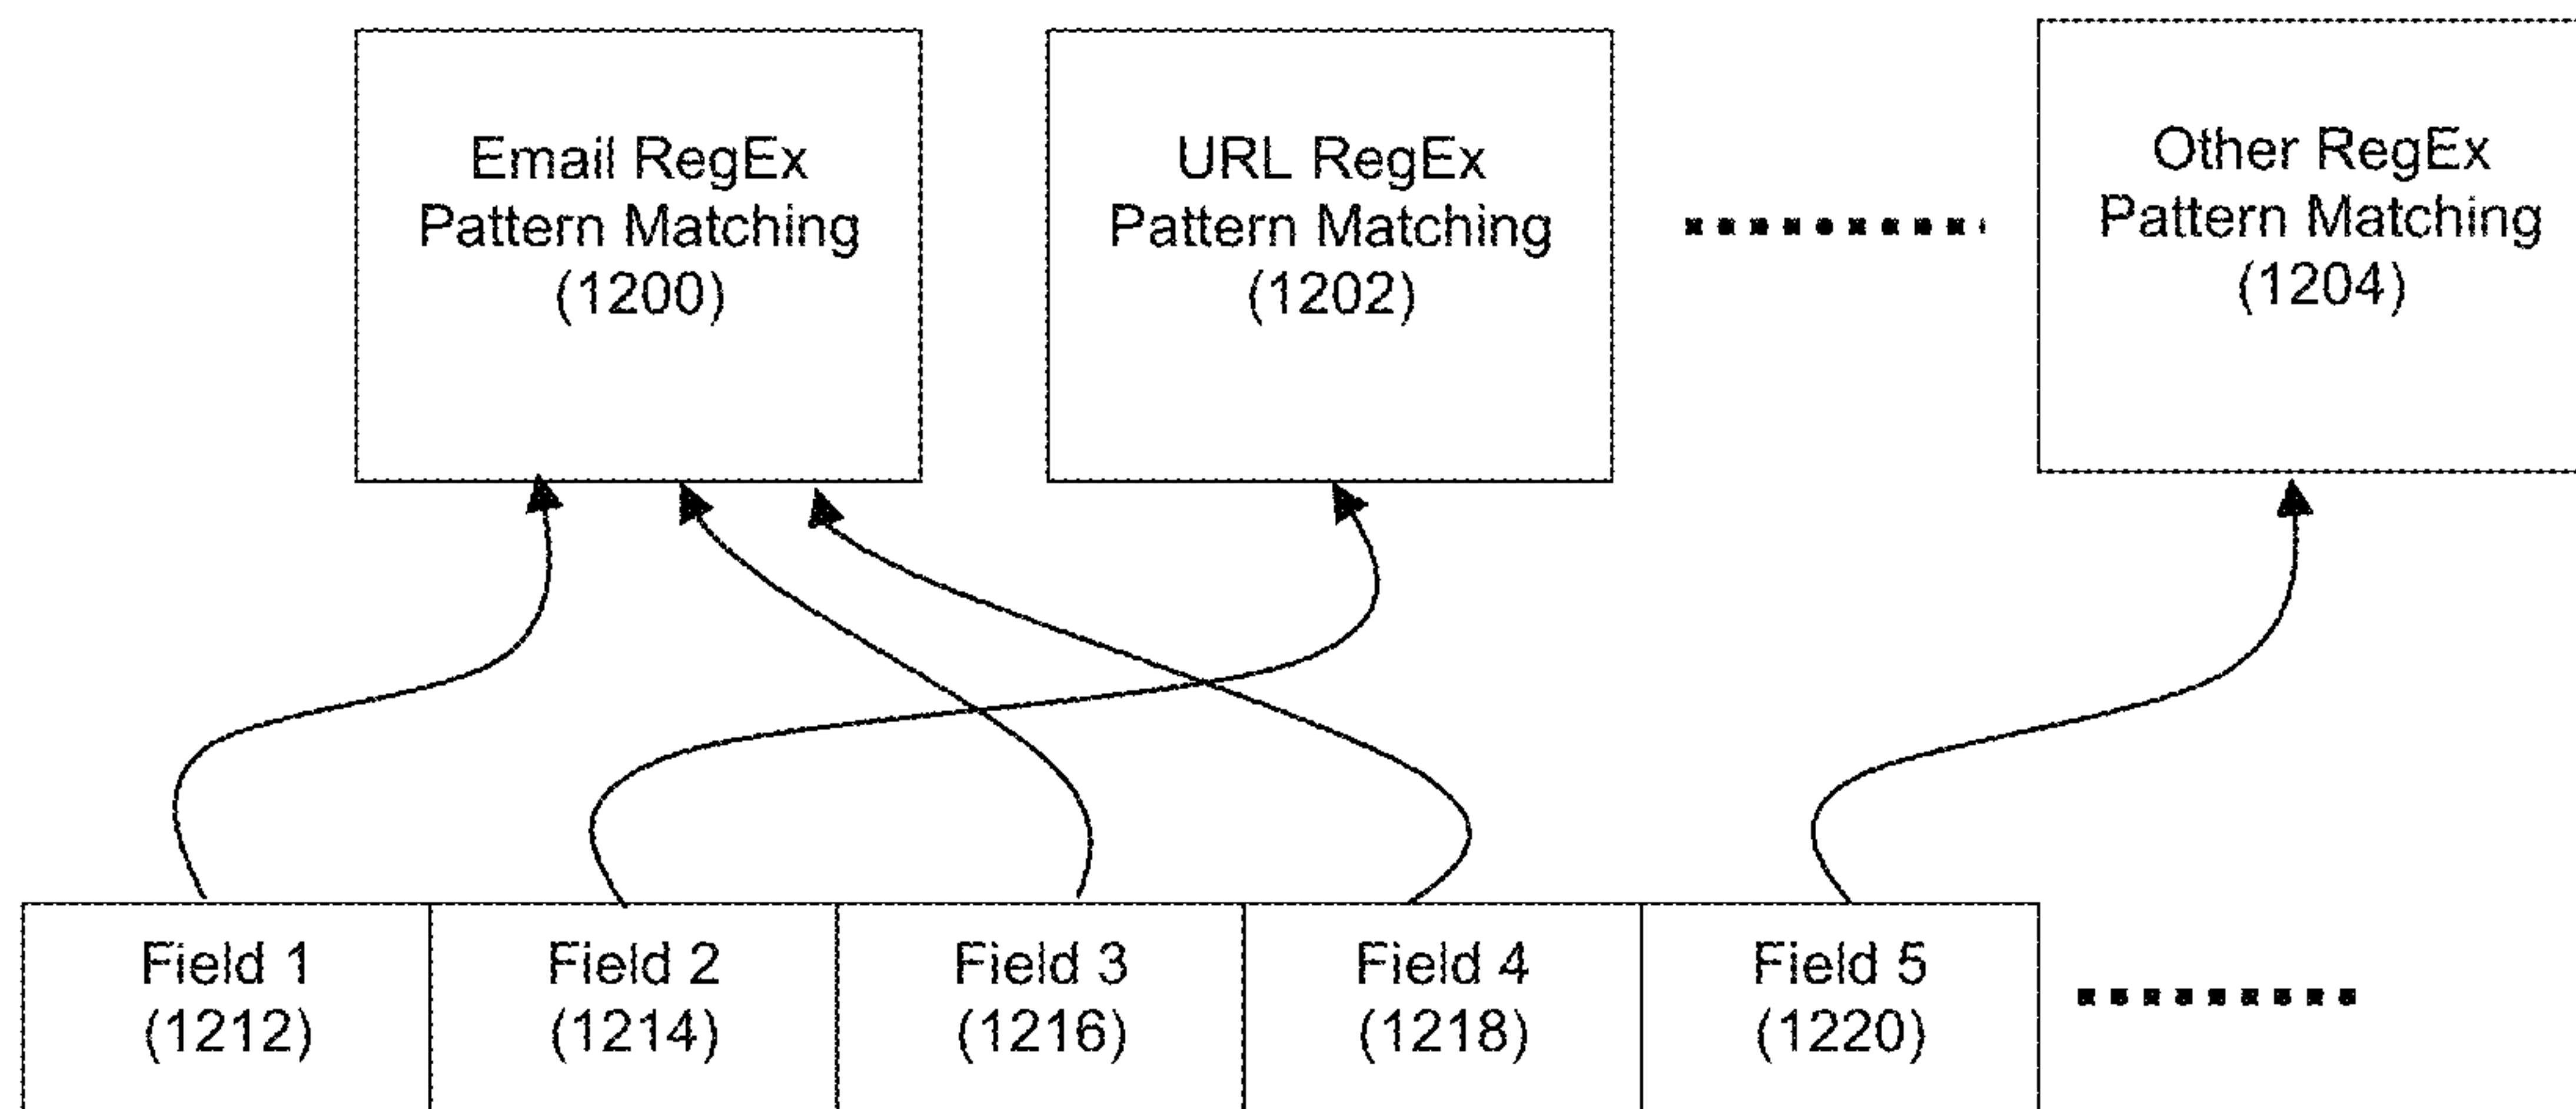 Email RegEx
Pattern Matching
(1200)
URL RegEx
Pattern Matching
(1202)
Other RegEx
Pattern Matching
(1204)
Field 1
(1212)
Field 2
(1214)
Field 3
(1216)
Field 4
(1218)
Field 5
(1220)